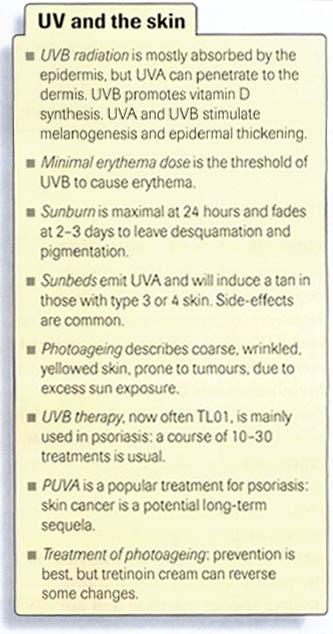 UV and the skin
■ UVB radiation is mostly absorbed by the
epidermis, but UVA can penetrate to the
dermis. UVB promotes vitamin D
synthesis. UVA and UVB stimulate
melanogenesis and epidermal thickening.
■ Minimal erythema dose is the threshold of
UVB to cause erythema.
■ Sunburn is maximal at 24 hours and fades
at 2–3 days to leave desquamation and
pigmentation.
■ Sunbeds emit UVA and will induce a tan in
those with type 3 or 4 skin. Side-effects
are common.
■ Photoageing describes coarse, wrinkled,
yellowed skin, prone to tumours, due to
excess sun exposure.
■ UVB therapy, now often TL01, is mainly
used in psoriasis: a course of 10–30
treatments is usual.
■ PUVA is a popular treatment for psoriasis:
skin cancer is a potential long-term
sequela.
■ Treatment of photoageing: prevention is
best, but tretinoin cream can reverse
some changes.